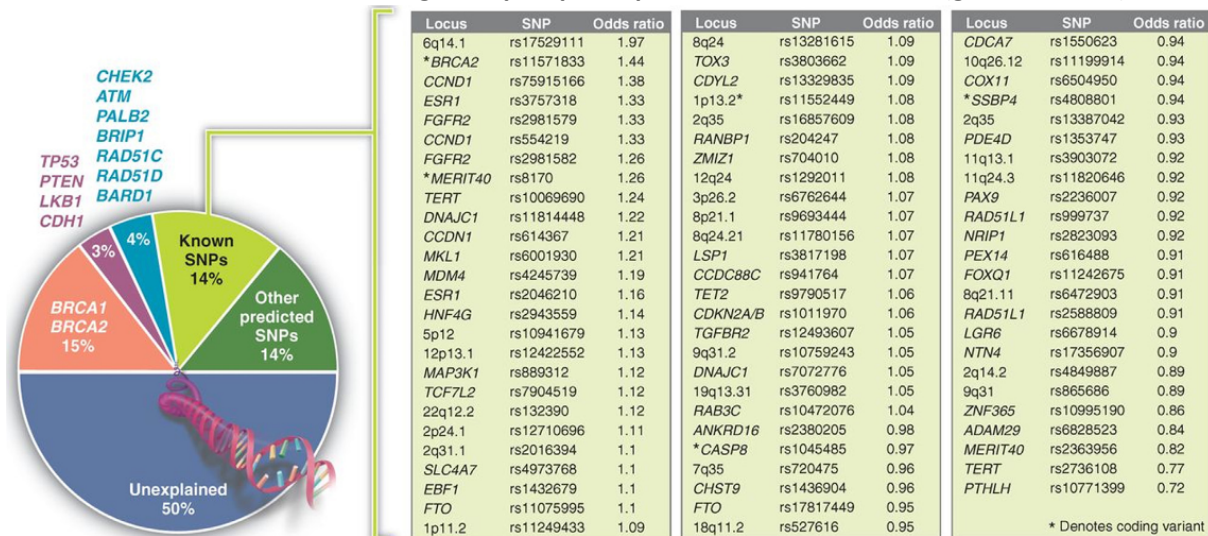 CHEK2
ATM
PALB2
BRIP1
RAD51C
RAD51D
BARD1
TP53
PTEN
LKB1
CDH1
3%
4%
Known
SNPs
14%
Other
predicted
SNPs
14%
BRCA1
BRCA2
15%
Unexplained
50%
Locus SNP Odds ratio
6q14.1 rs17529111 1.97
*BRCA2 rs11571833 1.44
CCND1 rs75915166 1.38
ESR1 rs3757318 1.33
FGFR2 rs2981579 1.33
CCND1 rs554219 1.33
FGFR2 rs2981582 1.26
*MERIT40 rs8170 1.26
TERT rs10069690 1.24
DNAJC1 rs11814448 1.22
CCDN1 rs614367 1.21
MKL1 rs6001930 1.21
MDM4 rs4245739 1.19
ESR1 rs2046210 1.16
HNF4G rs2943559 1.14
5p12 rs10941679 1.13
12p13.1 rs12422552 1.13
MAP3K1 rs889312 1.12
TCF7L2 rs7904519 1.12
22q12.2 rs132390 1.12
2p24.1 rs12710696 1.11
2q31.1 rs2016394 1.1
SLC4A7 rs4973768 1.1
EBF1 rs1432679 1.1
FTO rs11075995 1.1
1p11.2 rs11249433 1.09
Locus SNP Odds ratio
8q24 rs13281615 1.09
TOX3 rs3803662 1.09
CDYL2 rs13329835 1.09
1p13.2* rs11552449 1.08
2q35 rs16857609 1.08
RANBP1 rs204247 1.08
ZMIZ1 rs704010 1.08
12q24 rs1292011 1.08
3p26.2 rs6762644 1.07
8p21.1 rs9693444 1.07
8q24.21 rs11780156 1.07
LSP1 rs3817198 1.07
CCDC88C rs941764 1.07
TET2 rs9790517 1.06
CDKN2A/B rs1011970 1.06
TGFBR2 rs12493607 1.05
9q31.2 rs10759243 1.05
DNAJC1 rs7072776 1.05
19q13.31 rs3760982 1.05
RAB3C rs10472076 1.04
ANKRD16 rs2380205 0.98
*CASP8 rs1045485 0.97
7q35 rs720475 0.96
CHST9 rs1436904 0.96
FTO rs17817449 0.95
18q11.2 rs527616 0.95
Locus SNP Odds ratio
CDCA7 rs1550623 0.94
10q26.12 rs11199914 0.94
COX11 rs6504950 0.94
*SSBP4 rs4808801 0.94
2q35 rs13387042 0.93
PDE4D rs1353747 0.93
11q13.1 rs3903072 0.92
11q24.3 rs11820646 0.92
PAX9 rs2236007 0.92
RAD51L1 rs999737 0.92
NRIP1 rs2823093 0.92
PEX14 rs616488 0.91
FOXQ1 rs11242675 0.91
8q21.11 rs6472903 0.91
RAD51L1 rs2588809 0.91
LGR6 rs6678914 0.9
NTN4 rs17356907 0.9
2q14.2 rs4849887 0.89
9q31 rs865686 0.89
ZNF365 rs10995190 0.86
ADAM29 rs6828523 0.84
MERIT40 rs2363956 0.82
TERT rs2736108 0.77
PTHLH rs10771399 0.72
* Denotes coding variant